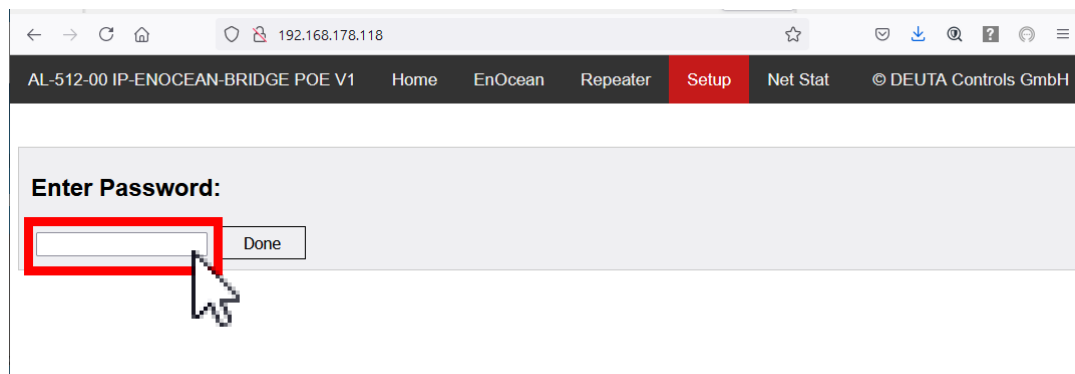 192.168.178.118
AL-512-00 IP-ENOCEAN-BRIDGE POE V1 Home EnOcean Repeater Setup Net Stat © DEUTA Controls GmbH
Enter Password:
Done